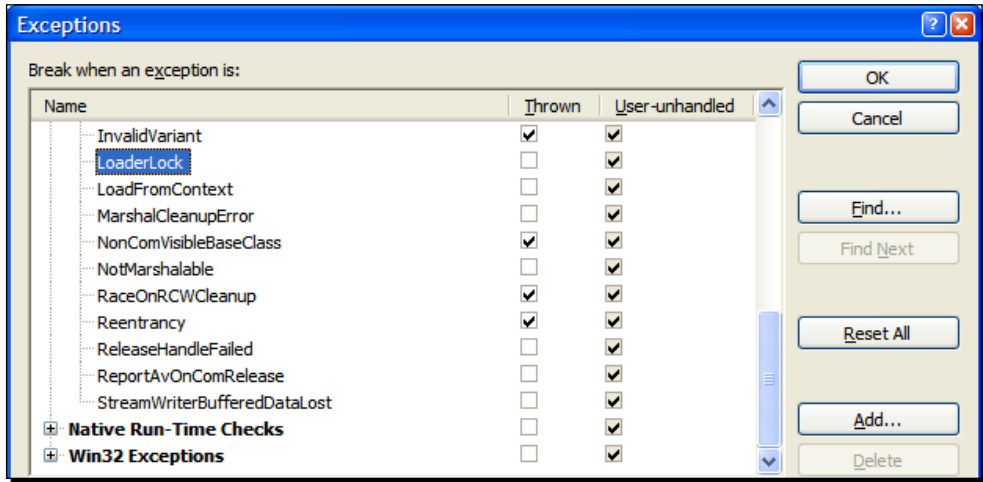 Exceptions
Break when an exception is:
Name Thrown User-unhandled
InvalidVariant
LoaderLock
LoadFromContext
MarshalCleanupError
NonComVisibleBaseClass
NotMarshalable
RaceOnRCWCleanup
Reentrancy
ReleaseHandleFailed
ReportAvOnComRelease
StreamWriterBufferedDataLost
Native Run-Time Checks
Win32 Exceptions
OK
Cancel
Find...
Find Next
Reset All
Add...
Delete